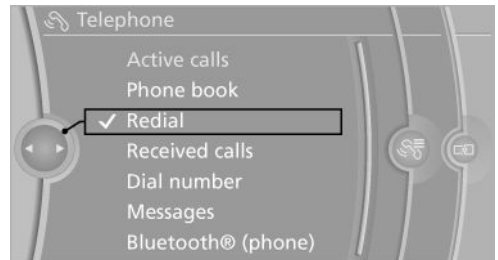 Telephone
Active calls
Phone book
Redial
Received calls
Dial number
Messages
Bluetooth® (phone)